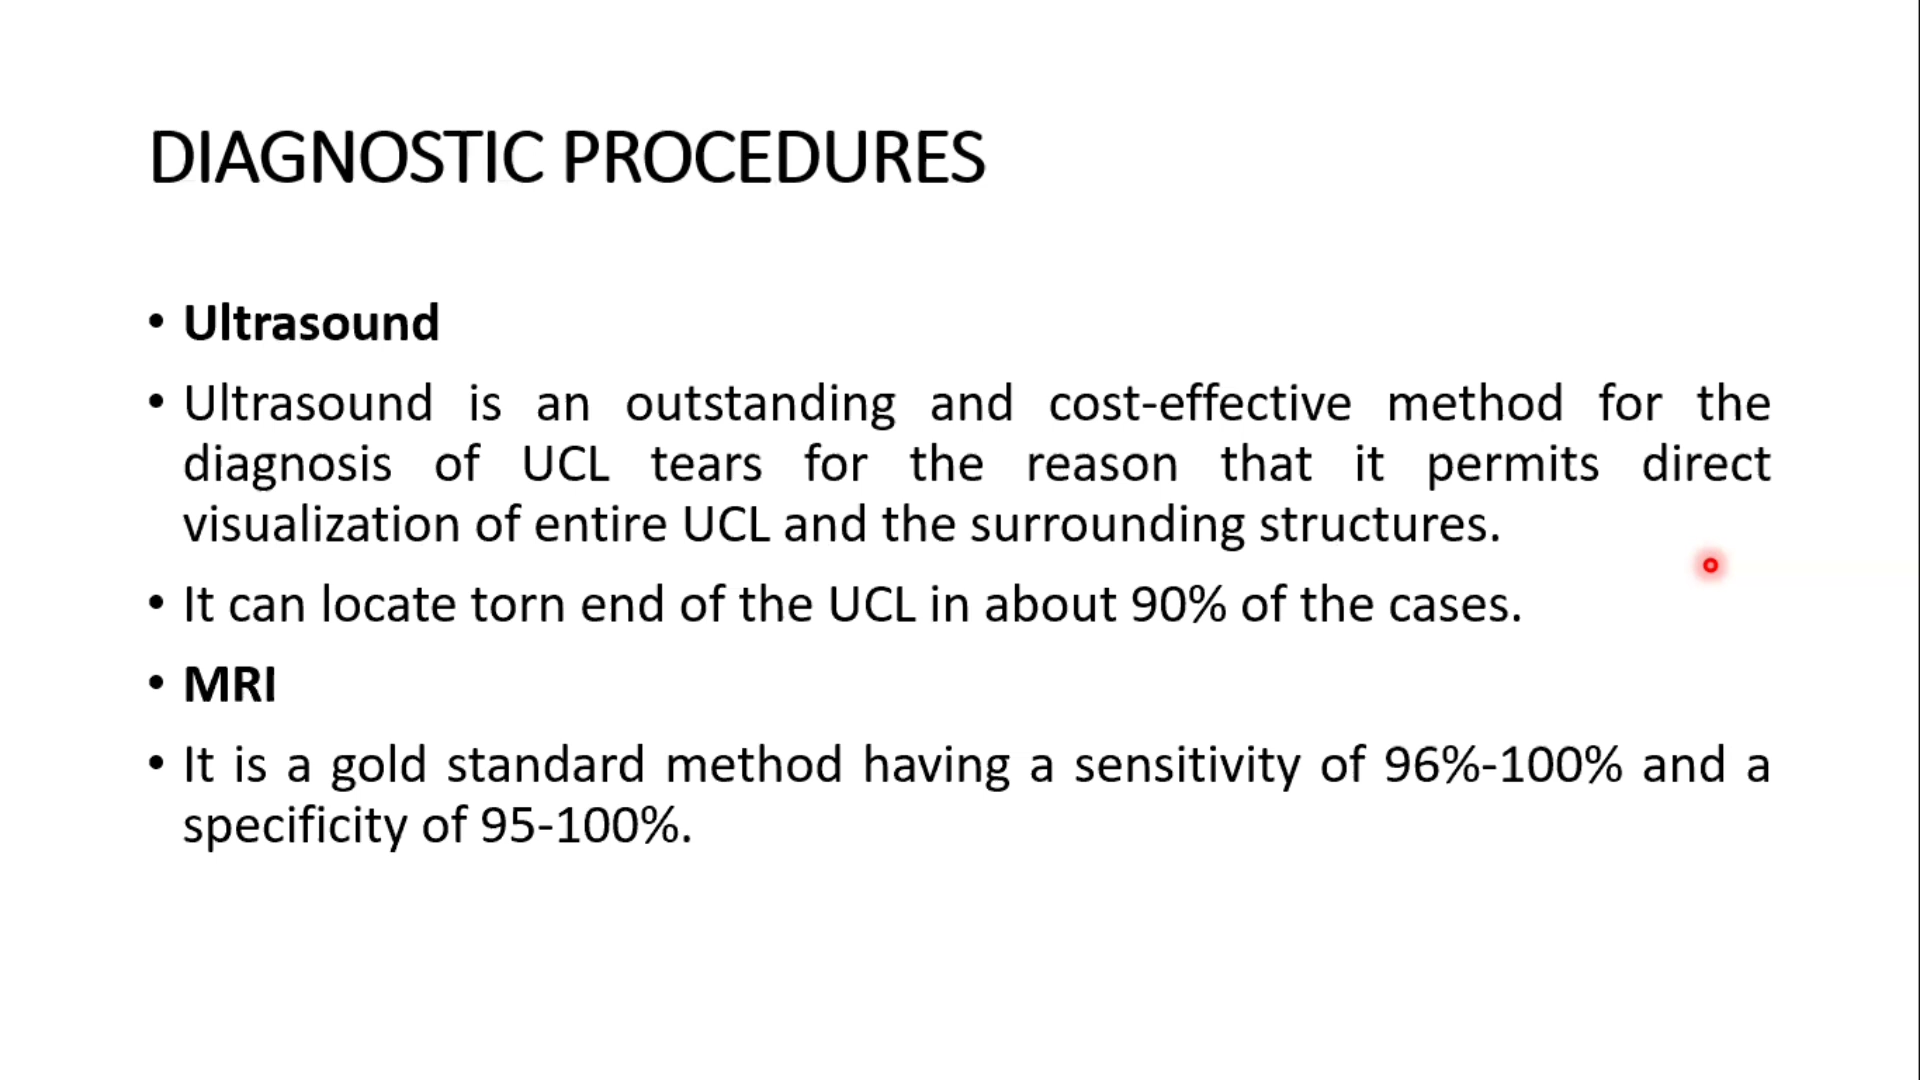 DIAGNOSTIC PROCEDURES
• Ultrasound
• Ultrasound is an outstanding and cost-effective method for the
diagnosis of UCL tears for the reason that it permits direct
visualization of entire UCL and the surrounding structures.
• It can locate torn end of the UCL in about 90% of the cases.
• MRI
• It is a gold standard method having a sensitivity of 96%-100% and a
specificity of 95-100%.